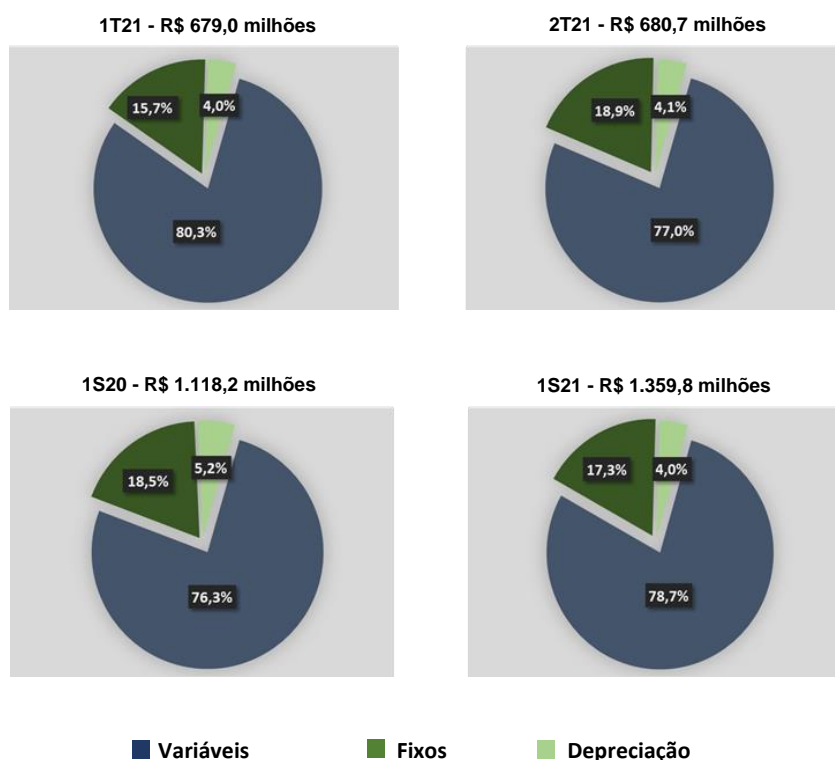 1T21 - R$ 679,0 milhões
15,7%
4,0%
80,3%
2T21 - R$ 680,7 milhões
18,9%
4,1%
77,0%
1S20 - R$ 1.118,2 milhões
18,5%
5,2%
76,3%
1S21 - R$ 1.359,8 milhões
17,3%
4,0%
78,7%
Variáveis
Fixos
Depreciação